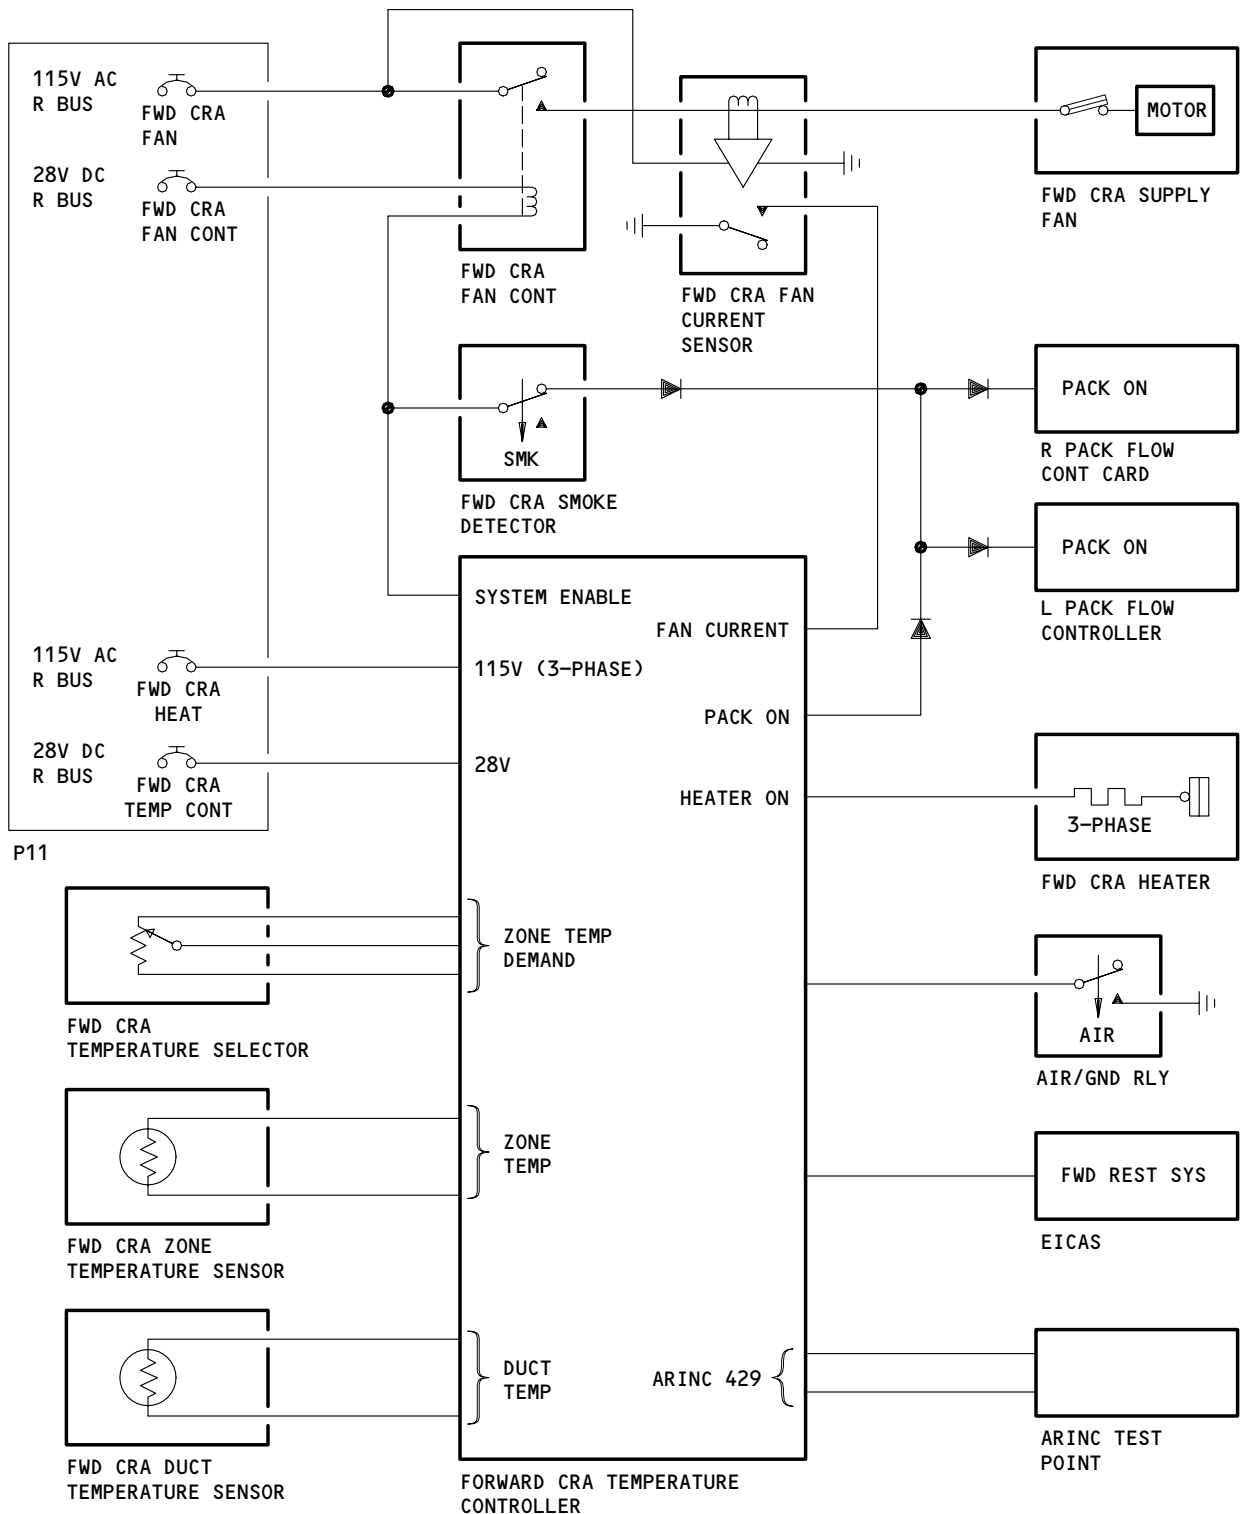 115V AC
R BUS
FWD CRA
FAN
28V DC
R BUS
FWD CRA
FAN CONT
FWD CRA
FAN CONT
FWD CRA FAN
CURRENT
SENSOR
MOTOR
FWD CRA SUPPLY
FAN
SMK
FWD CRA SMOKE
DETECTOR
PACK ON
R PACK FLOW
CONT CARD
PACK ON
L PACK FLOW
CONTROLLER
115V AC
R BUS
FWD CRA
HEAT
28V DC
R BUS
FWD CRA
TEMP CONT
P11
SYSTEM ENABLE
FAN CURRENT
115V (3-PHASE)
PACK ON
28V
HEATER ON
3-PHASE
FWD CRA HEATER
FWD CRA
TEMPERATURE SELECTOR
ZONE TEMP
DEMAND
AIR
AIR/GND RLY
FWD CRA ZONE
TEMPERATURE SENSOR
ZONE
TEMP
FWD REST SYS
EICAS
FWD CRA DUCT
TEMPERATURE SENSOR
DUCT
TEMP
ARINC 429
ARINC TEST
POINT
FORWARD CRA TEMPERATURE
CONTROLLER